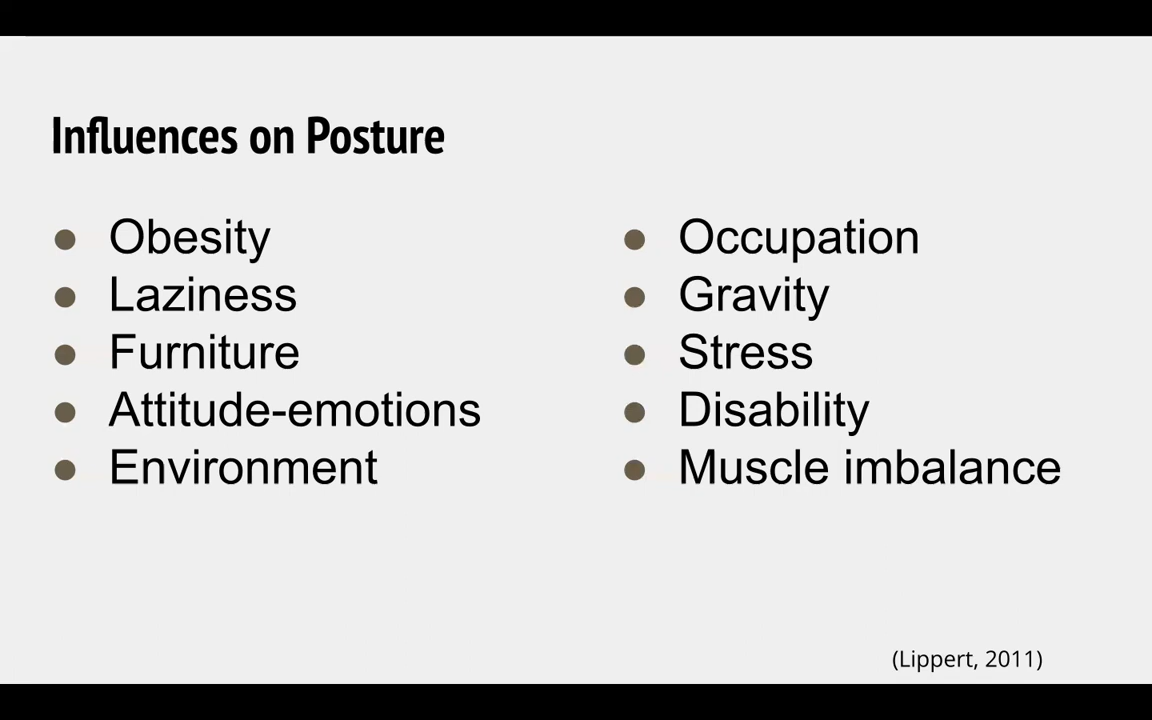 Influences on Posture
● Obesity
● Laziness
● Furniture
● Attitude-emotions
● Environment
● Occupation
● Gravity
● Stress
● Disability
● Muscle imbalance
(Lippert, 2011)